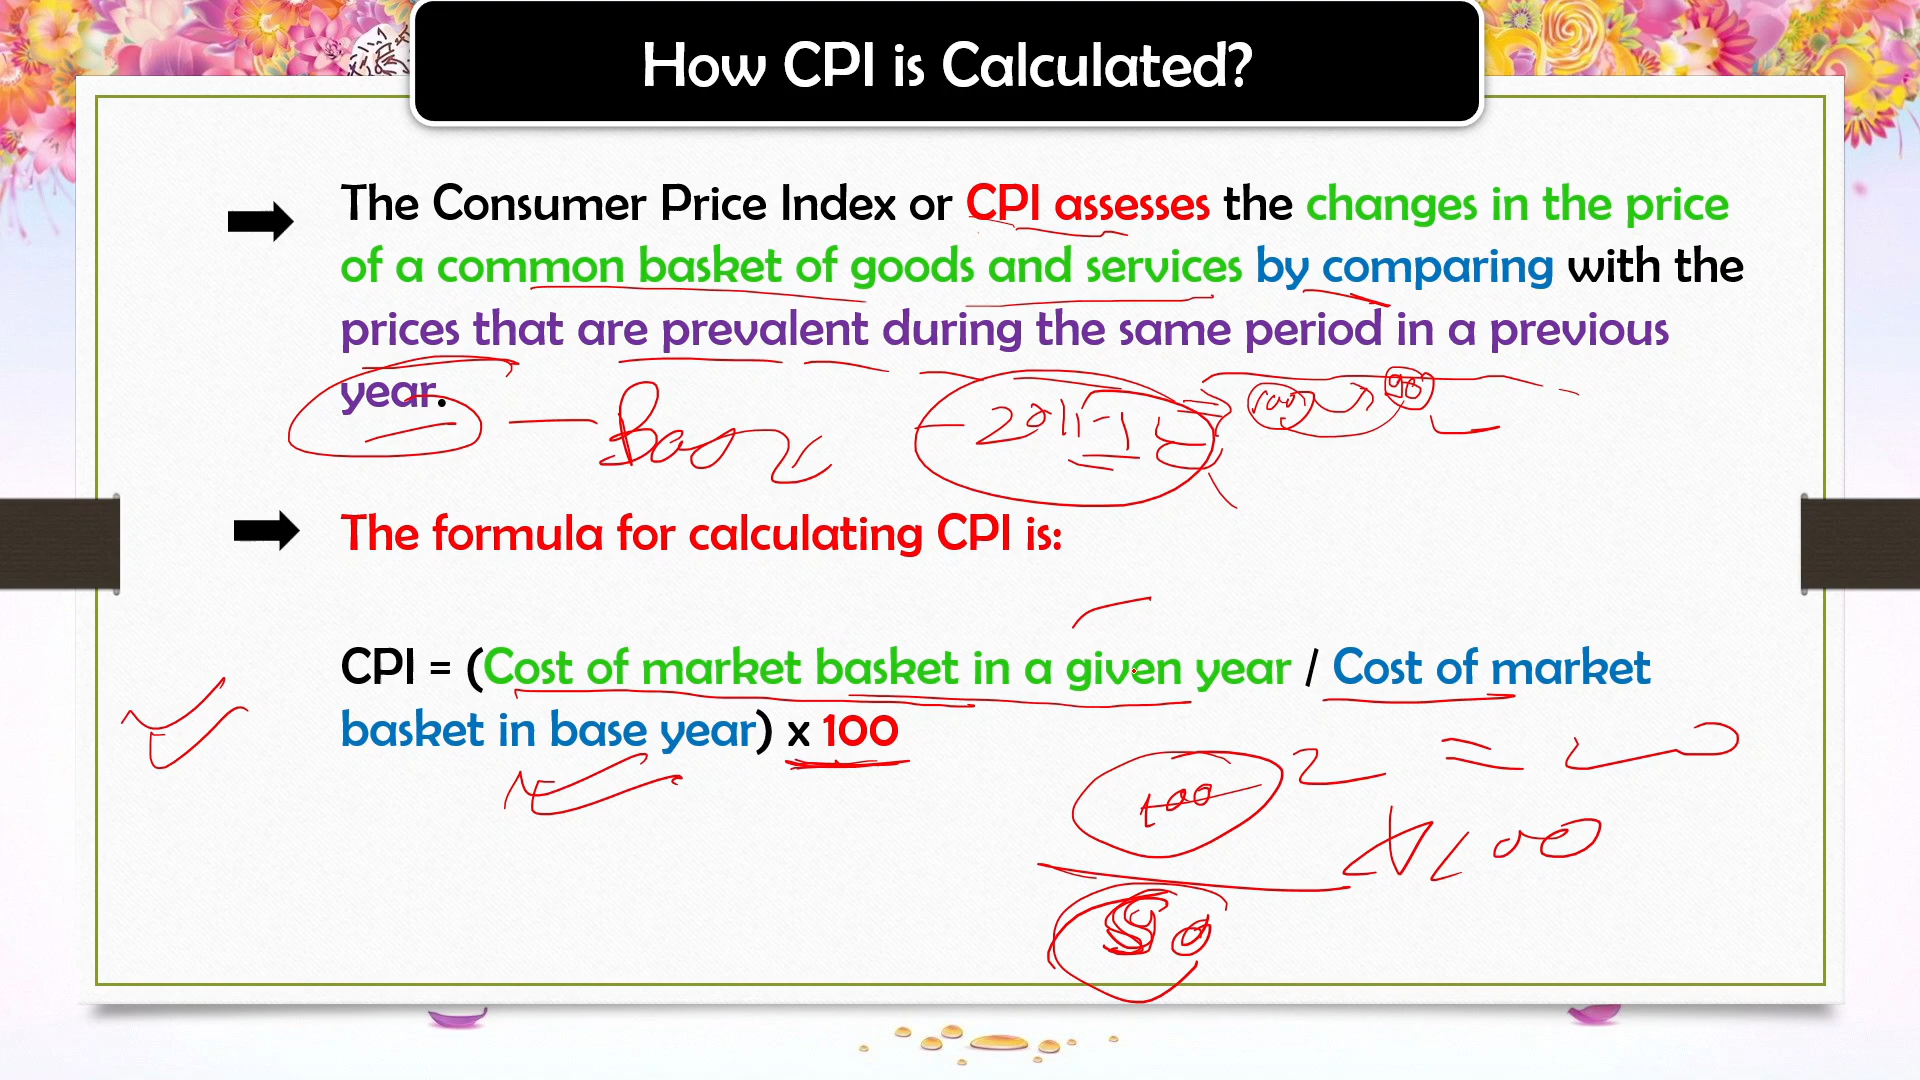 How CPI is Calculated?
The Consumer Price Index or CPI assesses the changes in the price
of a common basket of goods and services by comparing with the
prices that are prevalent during the same period in a previous
year.
2011-12
The formula for calculating CPI is:
CPI = (Cost of market basket in a given year / Cost of market
basket in base year) x 100
100 2 =
x 100
50